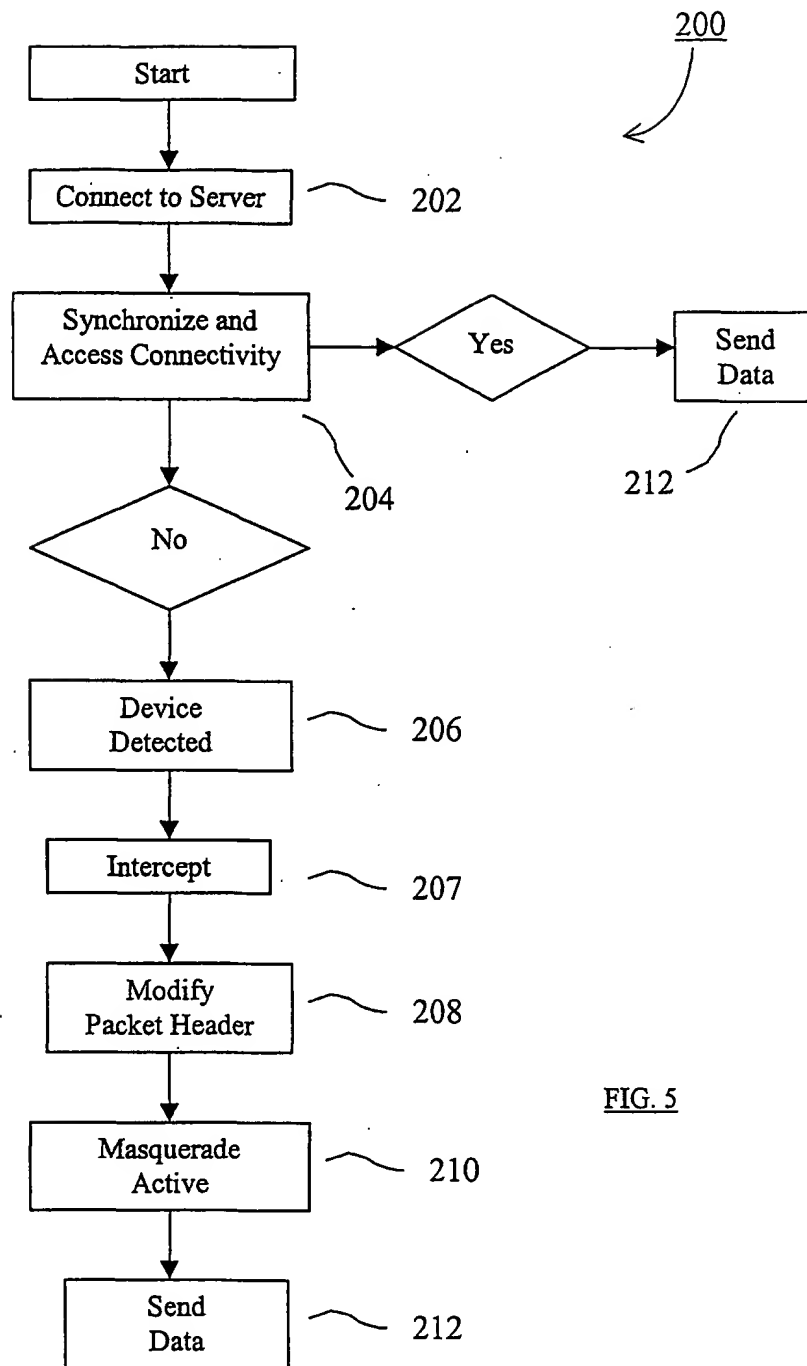 200
Start
Connect to Server
202
Synchronize and
Access Connectivity
Yes
Send
Data
204
212
No
Device
Detected
206
Intercept
207
Modify
Packet Header
208
FIG. 5
Masquerade
Active
210
Send
Data
212